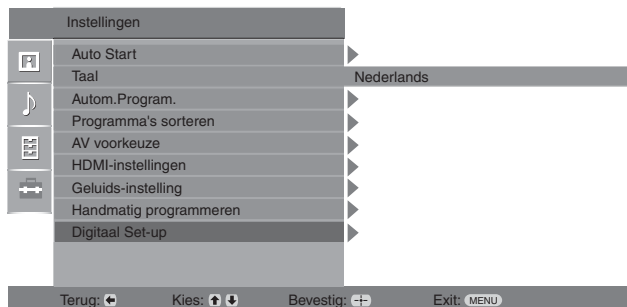 Instellingen
Auto Start
Taal Nederlands
Autom.Program.
Programma's sorteren
AV voorkeuze
HDMI-instellingen
Geluids-instelling
Handmatig programmeren
Digitaal Set-up
Terug: Kies: Bevestig: Exit: MENU